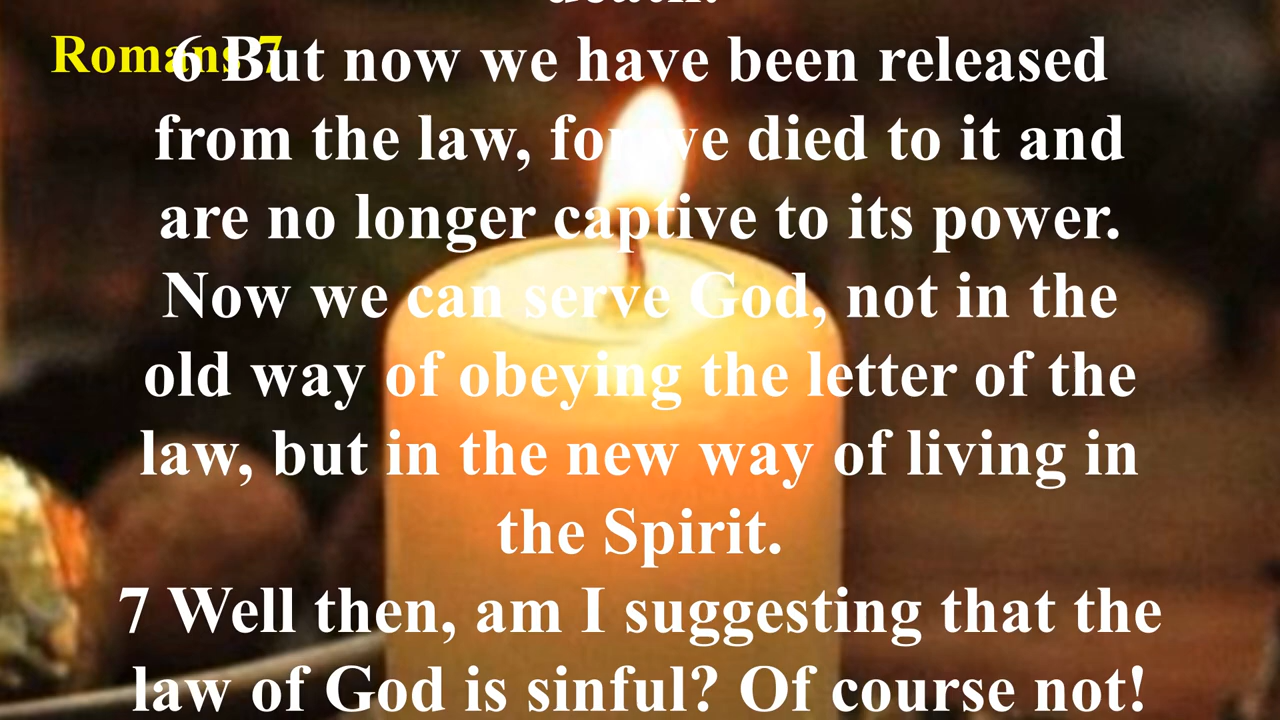 death.
Romans 7
6 But now we have been released
from the law, for we died to it and
are no longer captive to its power.
Now we can serve God, not in the
old way of obeying the letter of the
law, but in the new way of living in
the Spirit.
7 Well then, am I suggesting that the
law of God is sinful? Of course not!